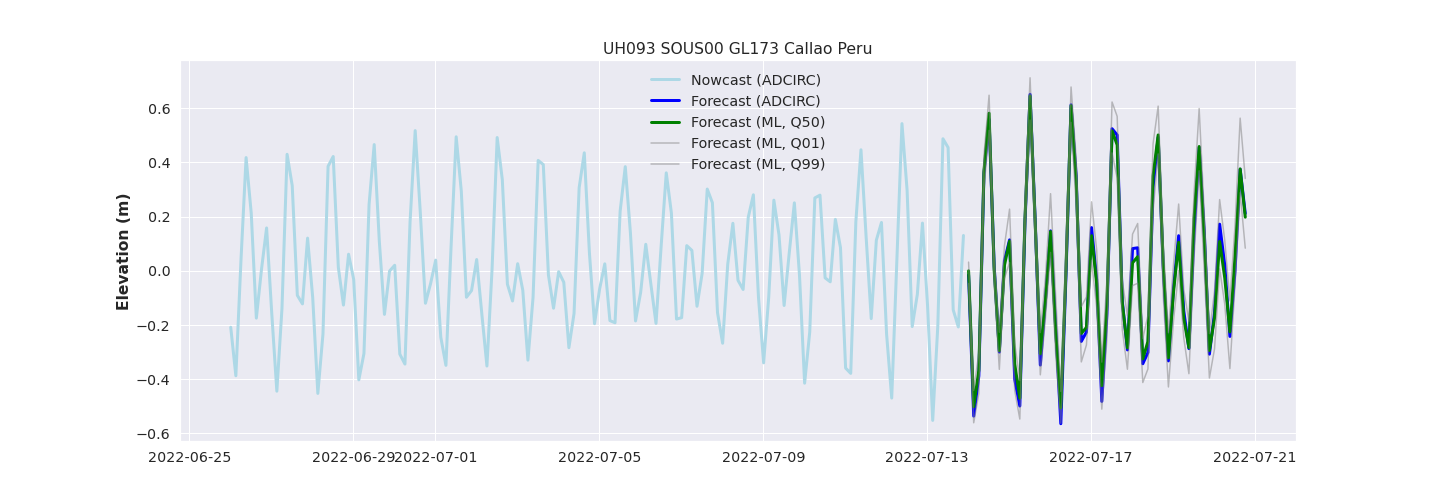 UH093 SOUS00 GL173 Callao Peru
Nowcast (ADCIRC)
Forecast (ADCIRC)
Forecast (ML, Q50)
Forecast (ML, Q01)
Forecast (ML, Q99)
Elevation (m)
0.6
0.4
0.2
0.0
−0.2
−0.4
−0.6
2022-06-25 2022-06-29 2022-07-01 2022-07-05 2022-07-09 2022-07-13 2022-07-17 2022-07-21